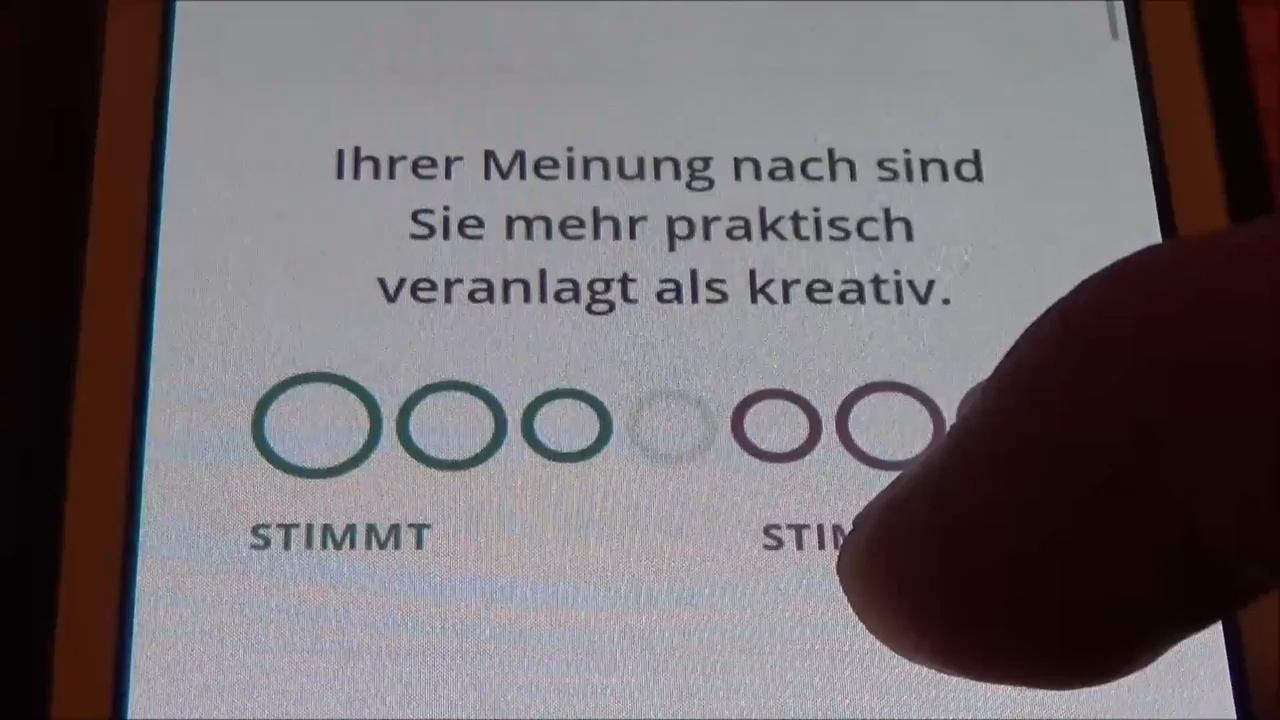 Ihrer Meinung nach sind
Sie mehr praktisch
veranlagt als kreativ.
STIMMT